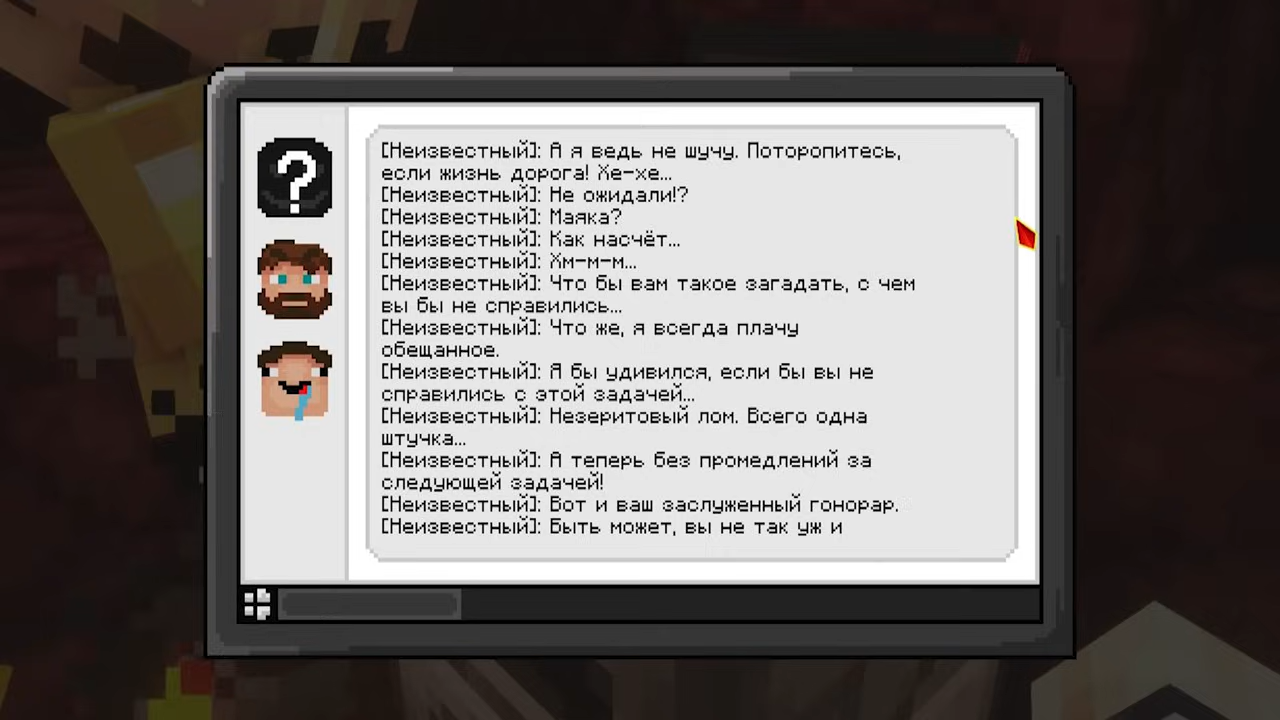 [Неизвестный]: А я ведь не шучу. Поторопитесь,
если жизнь дорога! Хе-хе...
[Неизвестный]: Не ожидали!?
[Неизвестный]: Маяка?
[Неизвестный]: Как насчёт...
[Неизвестный]: Хм-м-м...
[Неизвестный]: Что бы вам такое загадать, с чем
вы бы не справились...
[Неизвестный]: Что же, я всегда плачу
обещанное.
[Неизвестный]: Я бы удивился, если бы вы не
справились с этой задачей...
[Неизвестный]: Незеритовый лом. Всего одна
штучка...
[Неизвестный]: А теперь без промедлений за
следующей задачей!
[Неизвестный]: Вот и ваш заслуженный гонорар.
[Неизвестный]: Быть может, вы не так уж и